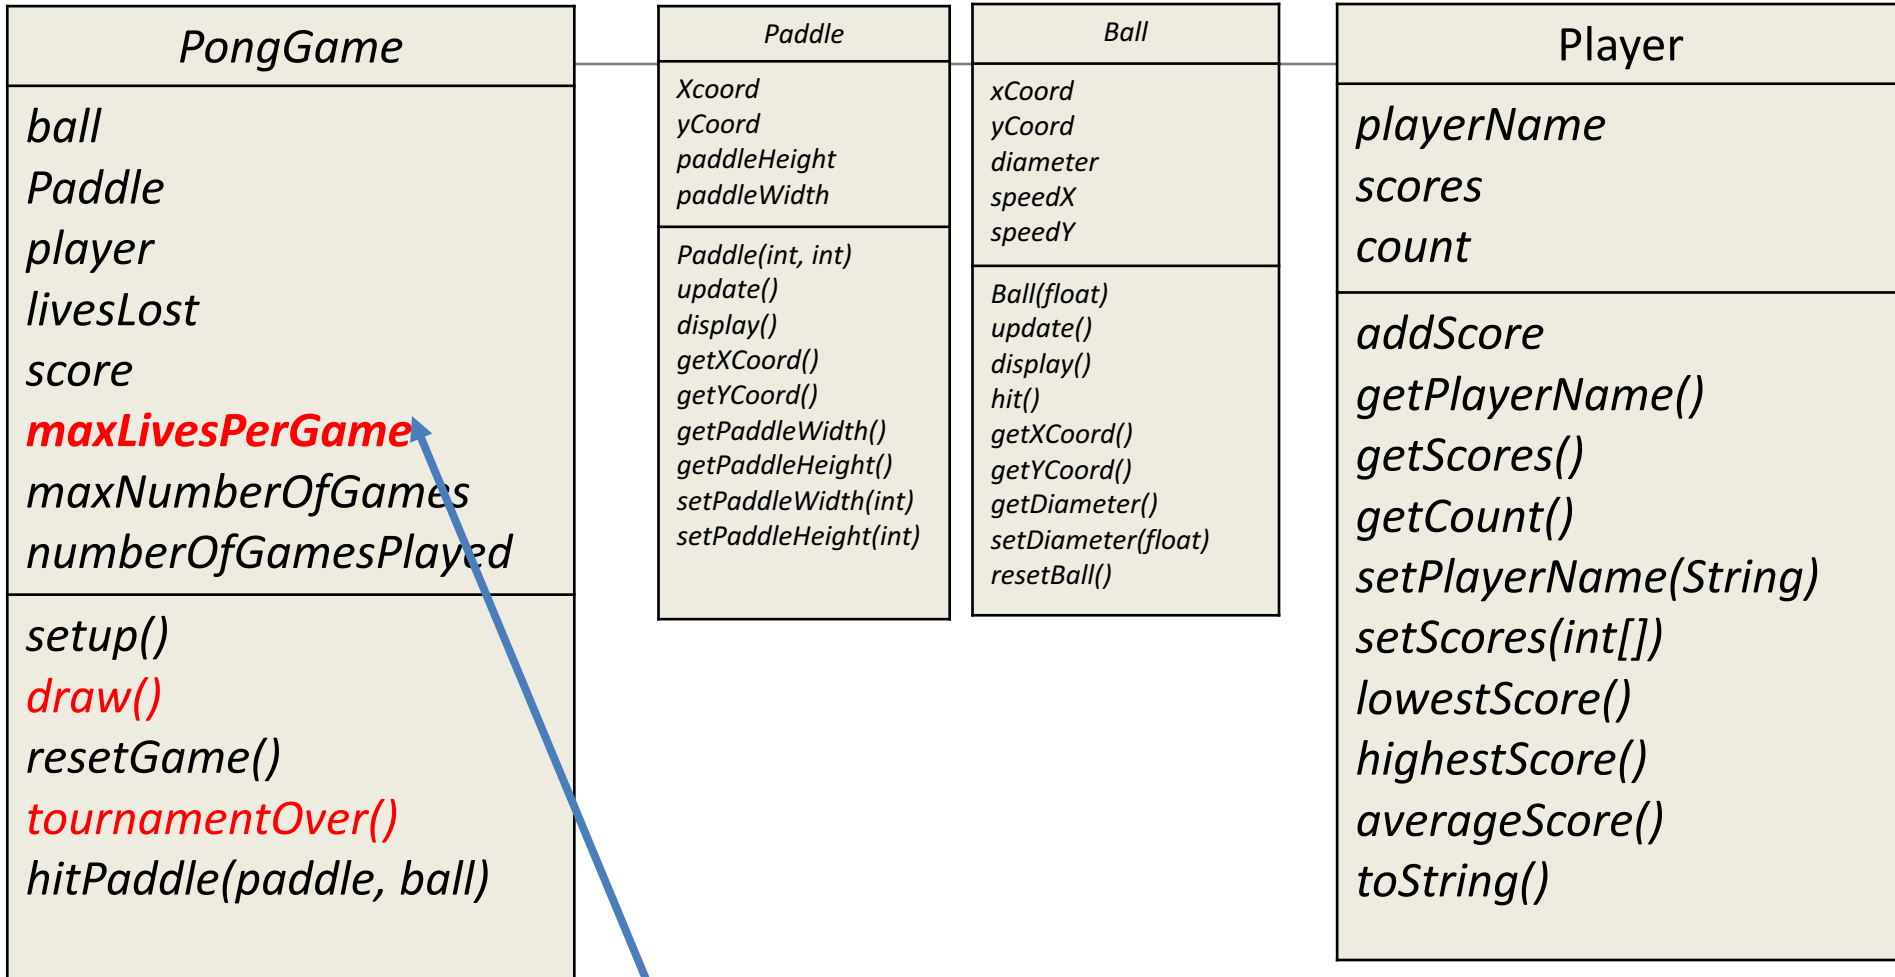 PongGame
ball
Paddle
player
livesLost
score
maxLivesPerGame
maxNumberOfGames
numberOfGamesPlayed
setup()
draw()
resetGame()
tournamentOver()
hitPaddle(paddle, ball)
Paddle
Xcoord
yCoord
paddleHeight
paddleWidth
Paddle(int, int)
update()
display()
getXCoord()
getYCoord()
getPaddleWidth()
getPaddleHeight()
setPaddleWidth(int)
setPaddleHeight(int)
Ball
xCoord
yCoord
diameter
speedX
speedY
Ball(float)
update()
display()
hit()
getXCoord()
getYCoord()
getDiameter()
setDiameter(float)
resetBall()
Player
playerName
scores
count
addScore
getPlayerName()
getScores()
getCount()
setPlayerName(String)
setScores(int[])
lowestScore()
highestScore()
averageScore()
toString()